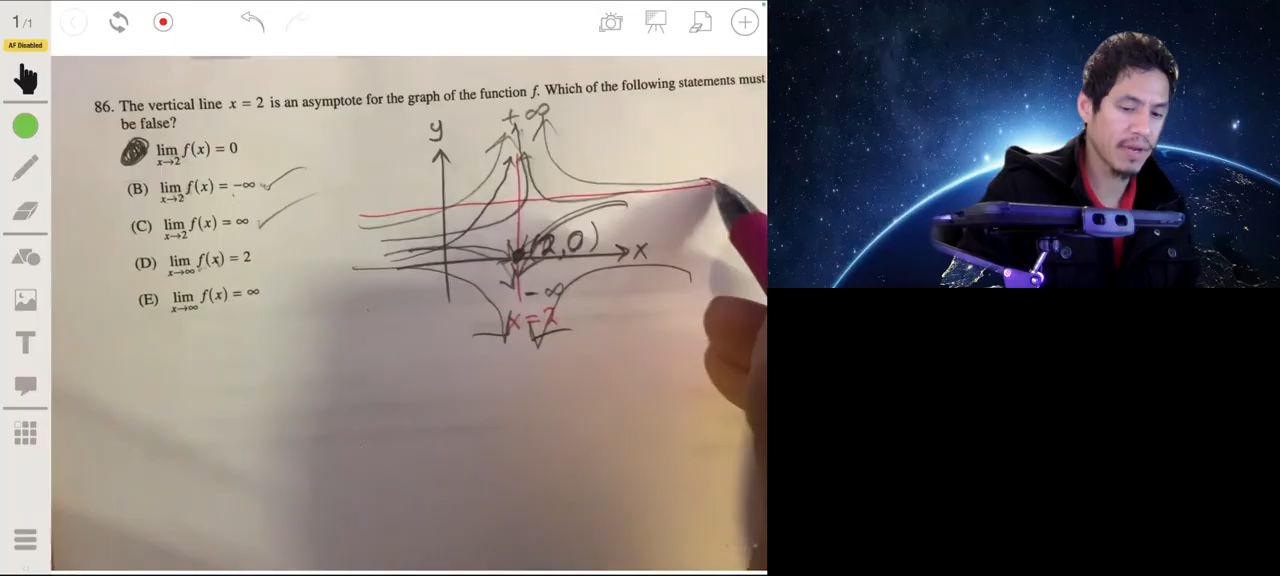 1/1
AF Disabled
86. The vertical line x = 2 is an asymptote for the graph of the function f. Which of the following statements must
be false?
lim x→2 f(x) = 0
(B) lim x→2 f(x) = -∞
(C) lim x→2 f(x) = ∞
(D) lim x→∞ f(x) = 2
(E) lim x→∞ f(x) = ∞
+∞
y
(2,0)
x
-∞
x=2
T